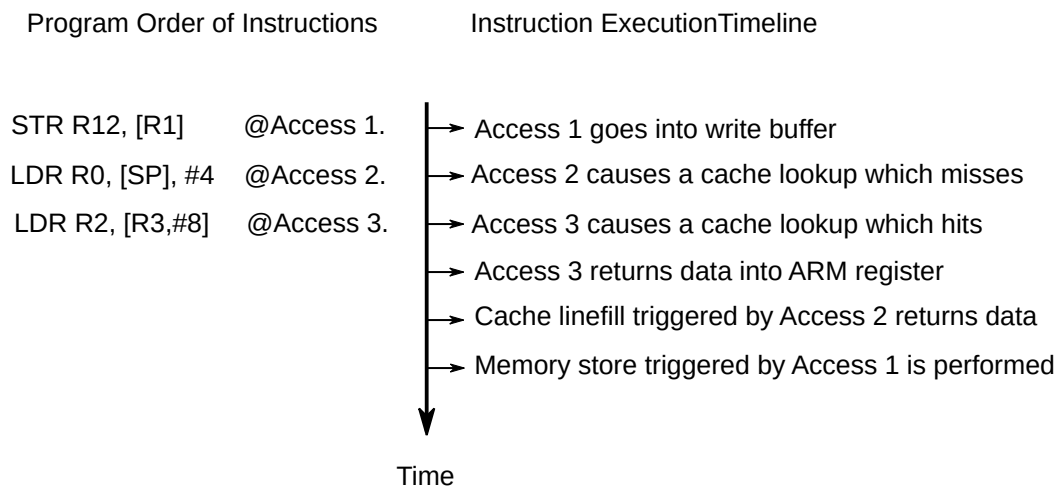 Program Order of Instructions
Instruction ExecutionTimeline
STR R12, [R1] @Access 1.
Access 1 goes into write buffer
LDR R0, [SP], #4 @Access 2.
Access 2 causes a cache lookup which misses
LDR R2, [R3,#8] @Access 3.
Access 3 causes a cache lookup which hits
Access 3 returns data into ARM register
Cache linefill triggered by Access 2 returns data
Memory store triggered by Access 1 is performed
Time